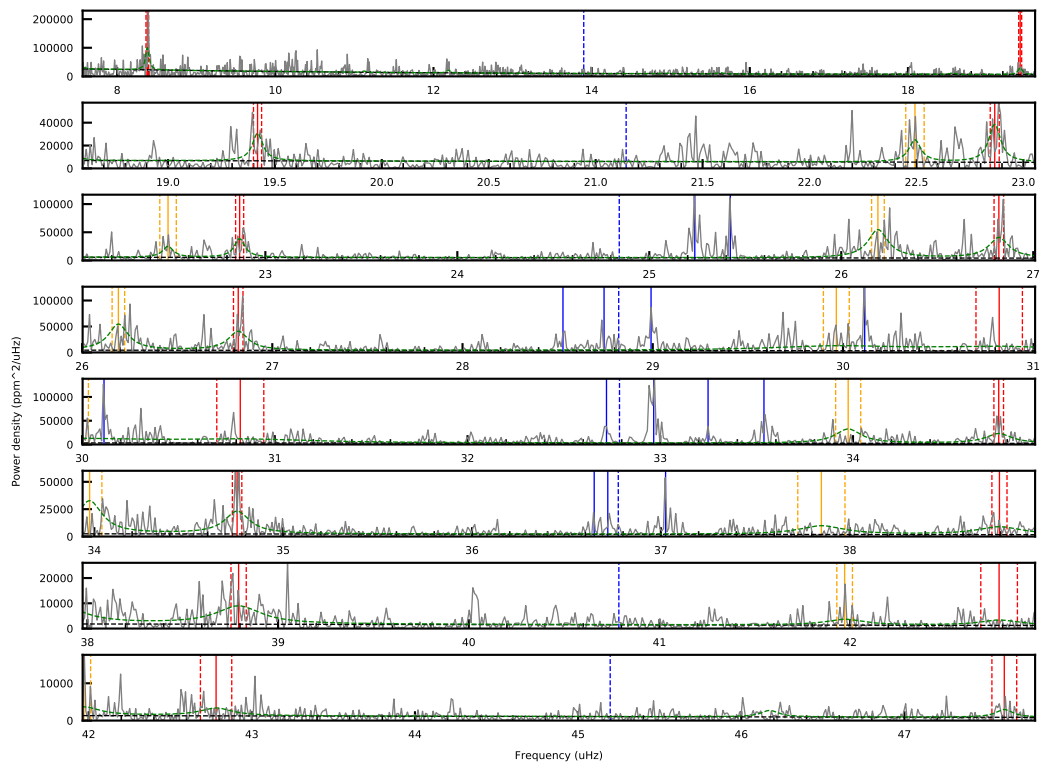 200000
100000
0
8 10 12 14 16 18
40000
20000
0
19.0 19.5 20.0 20.5 21.0 21.5 22.0 22.5 23.0
100000
50000
0
23 24 25 26 27
100000
50000
0
26 27 28 29 30 31
100000
50000
0
30 31 32 33 34
50000
25000
0
34 35 36 37 38
20000
10000
0
38 39 40 41 42
10000
0
42 43 44 45 46 47
Power density (ppm^2/uHz)
Frequency (uHz)